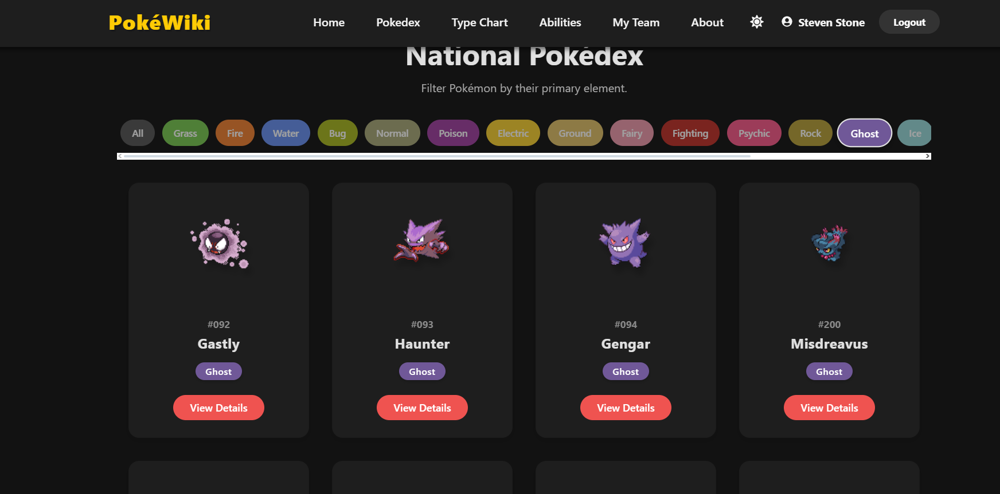 PokéWiki
Home Pokedex Type Chart Abilities My Team About Steven Stone Logout
National Pokédex
Filter Pokémon by their primary element.
All Grass Fire Water Bug Normal Poison Electric Ground Fairy Fighting Psychic Rock Ghost Ice
#092 #093 #094 #200
Gastly Haunter Gengar Misdreavus
Ghost Ghost Ghost Ghost
View Details View Details View Details View Details